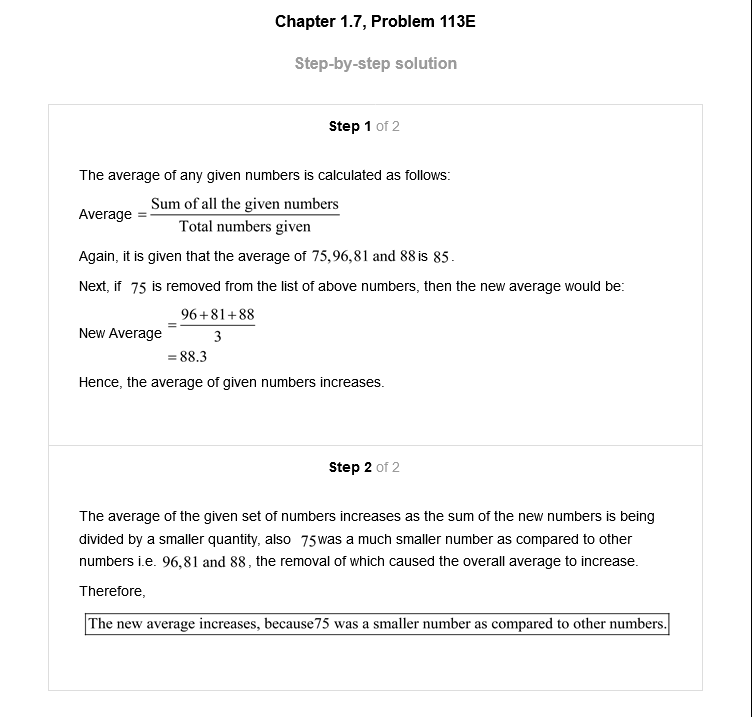 Chapter 1.7, Problem 113E
Step-by-step solution
Step 1 of 2
The average of any given numbers is calculated as follows:
Average = Sum of all the given numbers / Total numbers given
Again, it is given that the average of 75,96,81 and 88 is 85.
Next, if 75 is removed from the list of above numbers, then the new average would be:
New Average = 96+81+88 / 3
= 88.3
Hence, the average of given numbers increases.
Step 2 of 2
The average of the given set of numbers increases as the sum of the new numbers is being
divided by a smaller quantity, also 75was a much smaller number as compared to other
numbers i.e. 96,81 and 88, the removal of which caused the overall average to increase.
Therefore,
The new average increases, because75 was a smaller number as compared to other numbers.